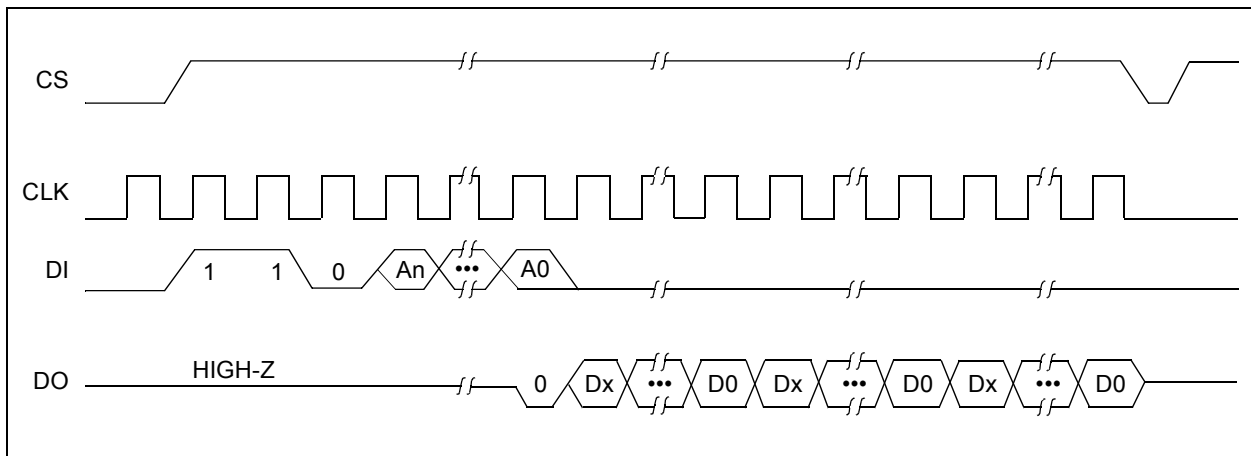 CS
CLK
DI 1 1 0 An ••• A0
HIGH-Z
DO 0 Dx ••• D0 Dx ••• D0 Dx ••• D0